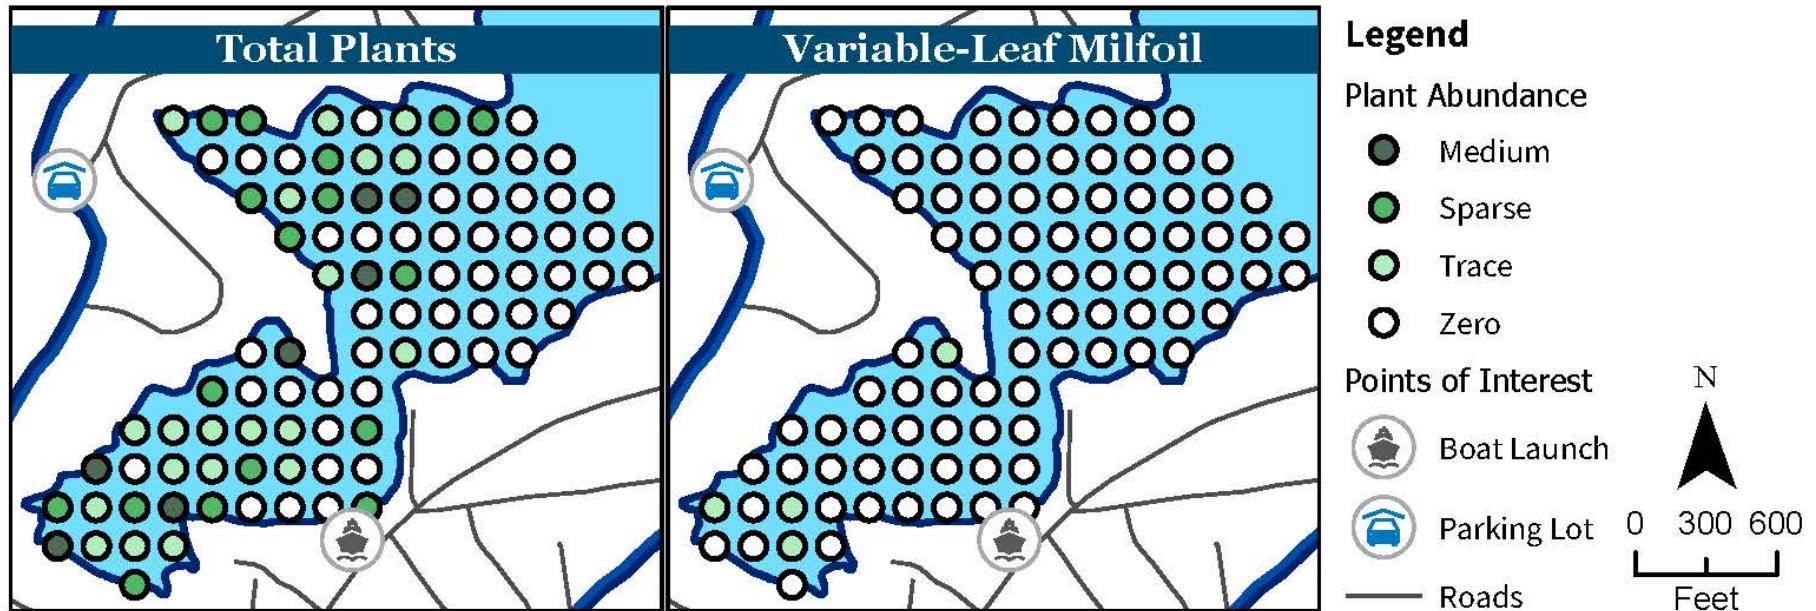 Total Plants
Variable-Leaf Milfoil
Legend
Plant Abundance
Medium
Sparse
Trace
Zero
Points of Interest
Boat Launch
Parking Lot
Roads
N
0 300 600
Feet